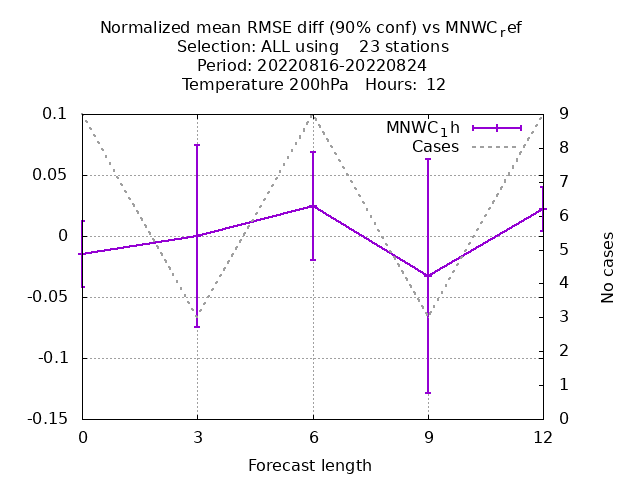 Normalized mean RMSE diff (90% conf) vs MNWC_ref
Selection: ALL using    23 stations
Period: 20220816-20220824
Temperature 200hPa   Hours:  12
MNWC_1h
Cases
0.1
0.05
0
-0.05
-0.1
-0.15
9
8
7
6
5
4
3
2
1
0
No cases
0 3 6 9 12
Forecast length